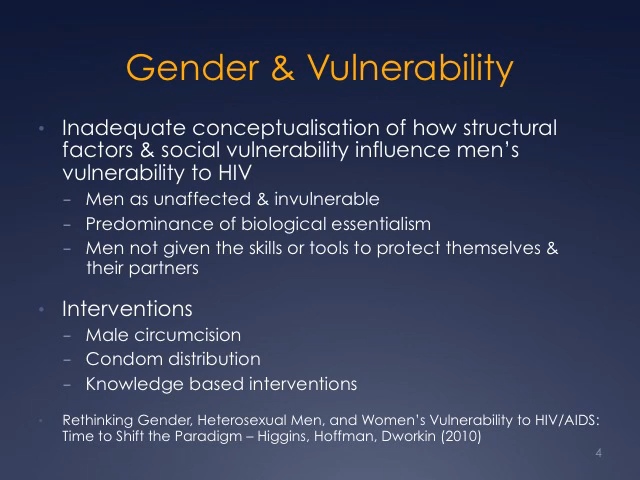 Gender & Vulnerability
• Inadequate conceptualisation of how structural
factors & social vulnerability influence men's
vulnerability to HIV
– Men as unaffected & invulnerable
– Predominance of biological essentialism
– Men not given the skills or tools to protect themselves &
their partners
• Interventions
– Male circumcision
– Condom distribution
– Knowledge based interventions
• Rethinking Gender, Heterosexual Men, and Women's Vulnerability to HIV/AIDS:
Time to Shift the Paradigm – Higgins, Hoffman, Dworkin (2010)
4